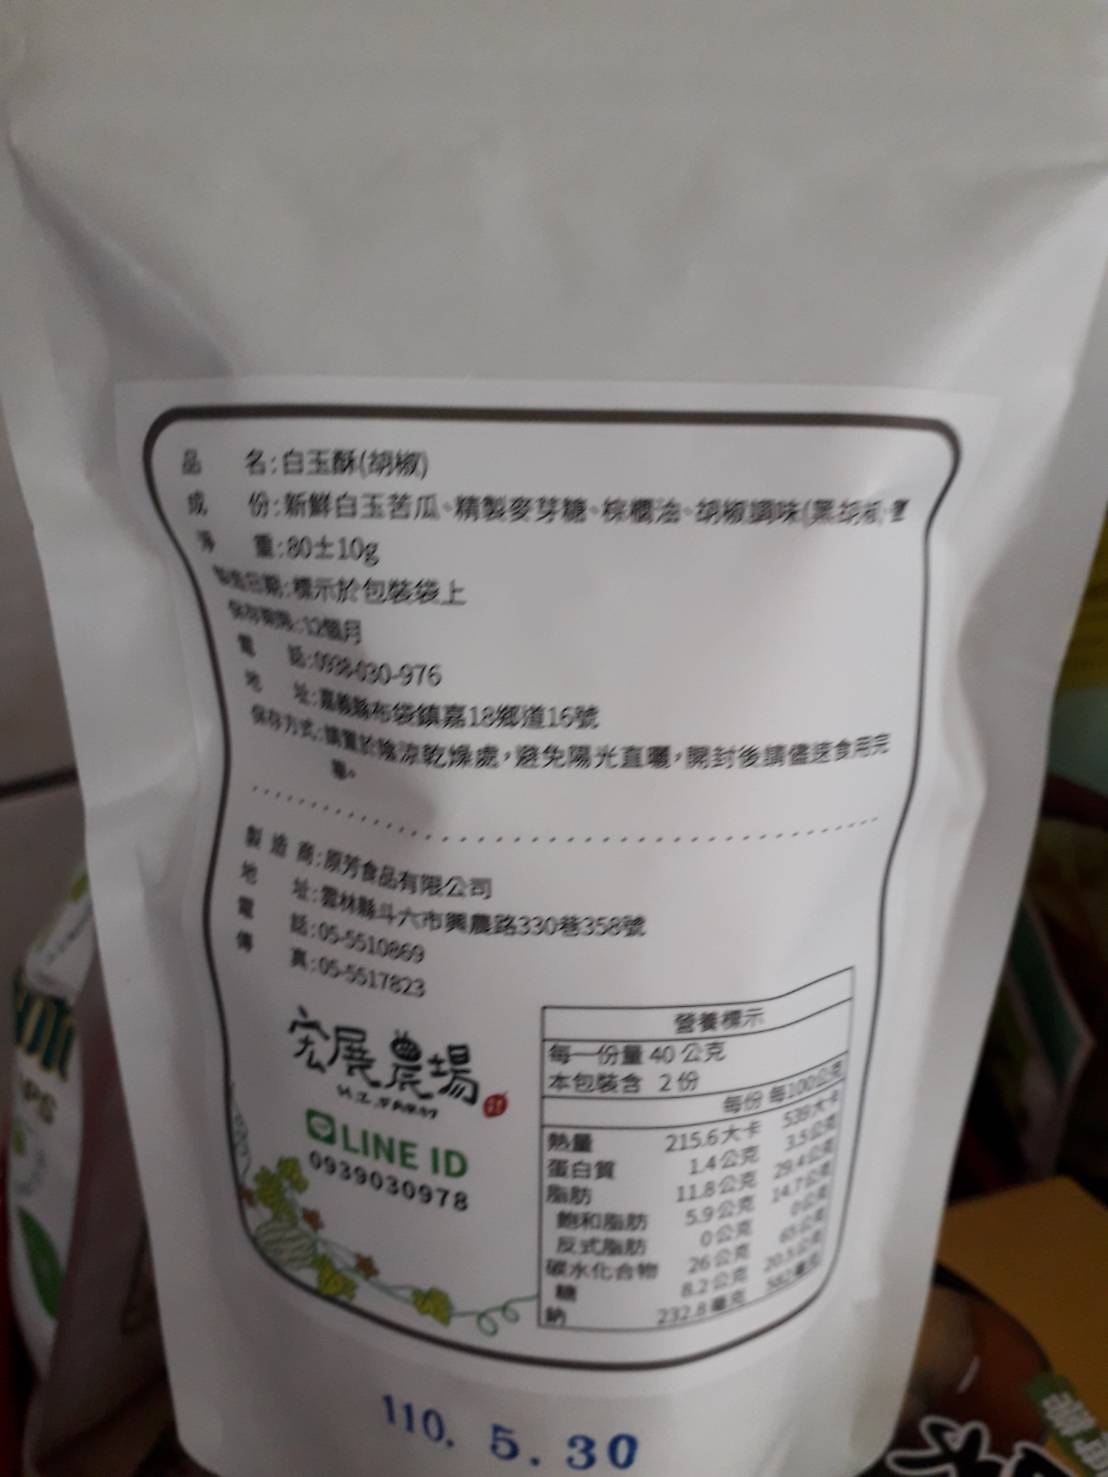 品名:白玉酥(胡椒)
成份:新鮮白玉苦瓜、精製麥芽糖、棕櫚油、胡椒調味(黑胡椒、
淨重:80±10g
製造日期:標示於包裝袋上
保存期限:12個月
電話:0938-030-976
地址:嘉義縣布袋鎮嘉18鄉道16號
保存方式:請置於陰涼乾燥處,避免陽光直曬,開封後請儘速食用完
畢。
製造商:原芳食品有限公司
地址:雲林縣斗六市興農路330巷358號
電話:05-5510869
傳真:05-5517823
宏展農場
H.Z.FARM
LINE ID
0939030978
營養標示
每一份量 40 公克
本包裝含 2 份
每份 每100公克
熱量 215.6大卡 539大卡
蛋白質 1.4公克 3.5公克
脂肪 11.8公克 29.4公克
飽和脂肪 5.9公克 14.7公克
反式脂肪 0公克 0公克
碳水化合物 26公克 65公克
糖 8.2公克 20.5公克
鈉 232.8毫克 582毫克
110. 5. 30